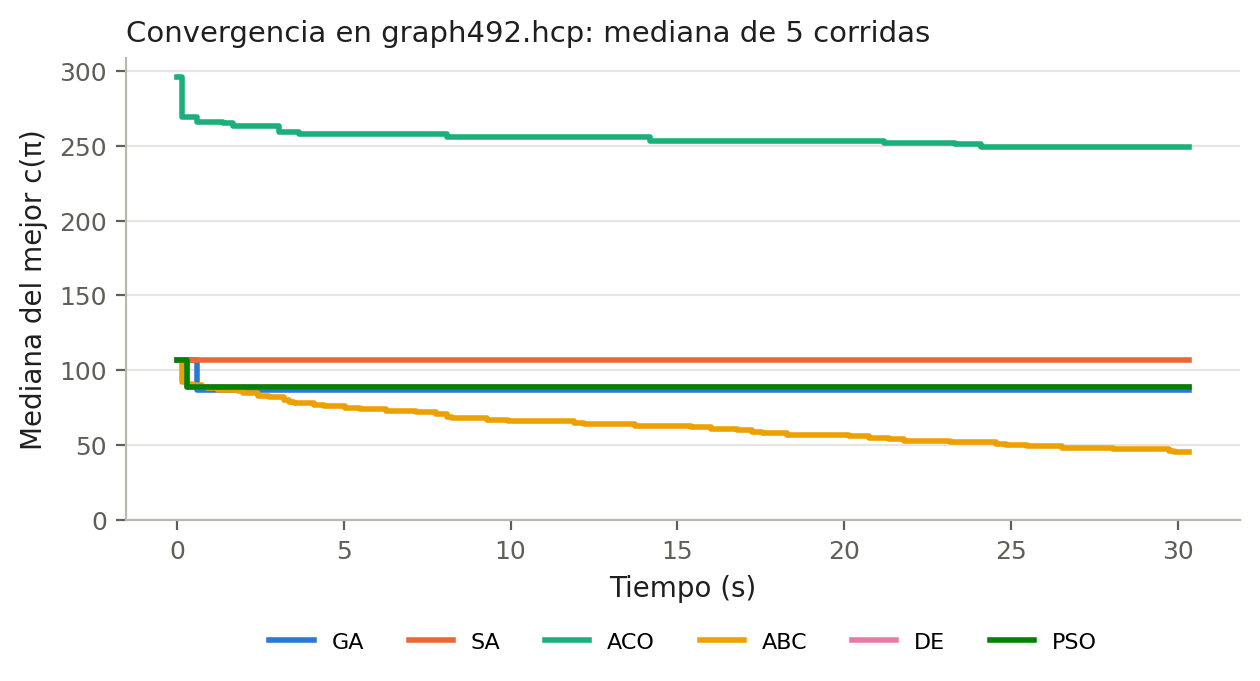 Convergencia en graph492.hcp: mediana de 5 corridas
Mediana del mejor c(π)
300
250
200
150
100
50
0
0 5 10 15 20 25 30
Tiempo (s)
GA SA ACO ABC DE PSO